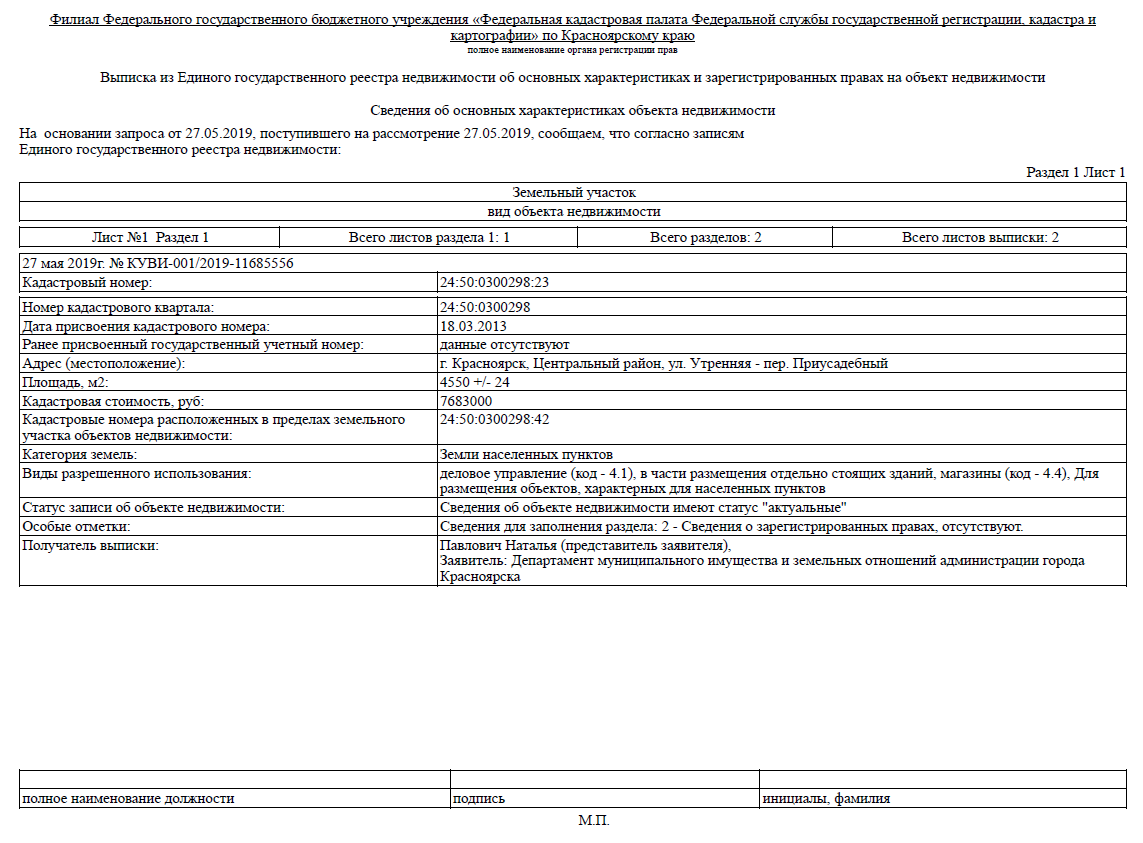 Филиал Федерального государственного бюджетного учреждения «Федеральная кадастровая палата Федеральной службы государственной регистрации, кадастра и
картографии» по Красноярскому краю
полное наименование органа регистрации прав
Выписка из Единого государственного реестра недвижимости об основных характеристиках и зарегистрированных правах на объект недвижимости
Сведения об основных характеристиках объекта недвижимости
На основании запроса от 27.05.2019, поступившего на рассмотрение 27.05.2019, сообщаем, что согласно записям
Единого государственного реестра недвижимости:
Раздел 1 Лист 1
Земельный участок
вид объекта недвижимости
Лист №1 Раздел 1 Всего листов раздела 1: 1 Всего разделов: 2 Всего листов выписки: 2
27 мая 2019г. № КУВИ-001/2019-11685556
Кадастровый номер: 24:50:0300298:23
Номер кадастрового квартала: 24:50:0300298
Дата присвоения кадастрового номера: 18.03.2013
Ранее присвоенный государственный учетный номер: данные отсутствуют
Адрес (местоположение): г. Красноярск, Центральный район, ул. Утренняя - пер. Приусадебный
Площадь, м2: 4550 +/- 24
Кадастровая стоимость, руб: 7683000
Кадастровые номера расположенных в пределах земельного 24:50:0300298:42
участка объектов недвижимости:
Категория земель: Земли населенных пунктов
Виды разрешенного использования: деловое управление (код - 4.1), в части размещения отдельно стоящих зданий, магазины (код - 4.4), Для
размещения объектов, характерных для населенных пунктов
Статус записи об объекте недвижимости: Сведения об объекте недвижимости имеют статус "актуальные"
Особые отметки: Сведения для заполнения раздела: 2 - Сведения о зарегистрированных правах, отсутствуют.
Получатель выписки: Павлович Наталья (представитель заявителя),
Заявитель: Департамент муниципального имущества и земельных отношений администрации города
Красноярска
полное наименование должности подпись инициалы, фамилия
М.П.